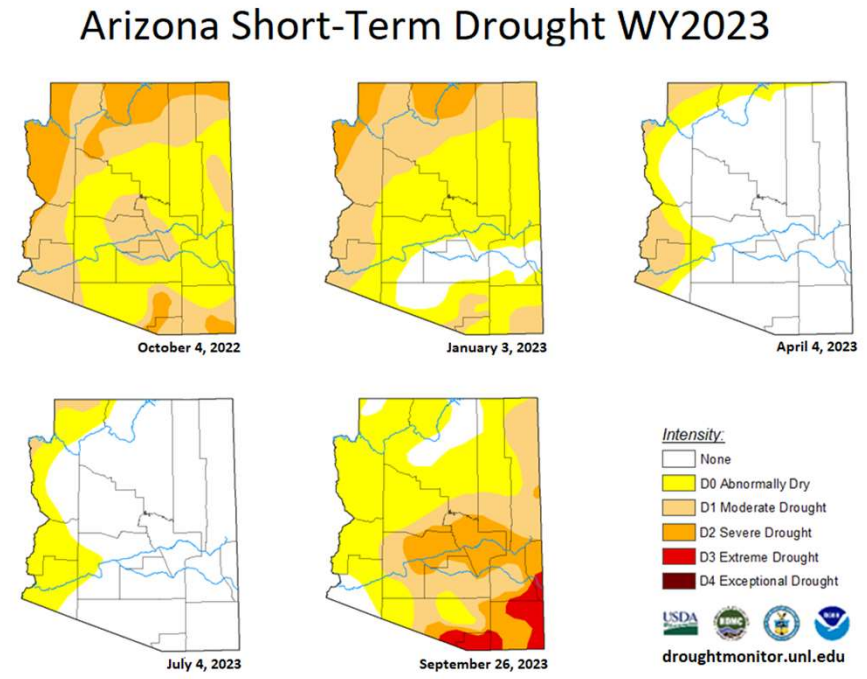 Arizona Short-Term Drought WY2023
October 4, 2022
January 3, 2023
April 4, 2023
July 4, 2023
September 26, 2023
Intensity:
None
D0 Abnormally Dry
D1 Moderate Drought
D2 Severe Drought
D3 Extreme Drought
D4 Exceptional Drought
USDA
NDMC
droughtmonitor.unl.edu